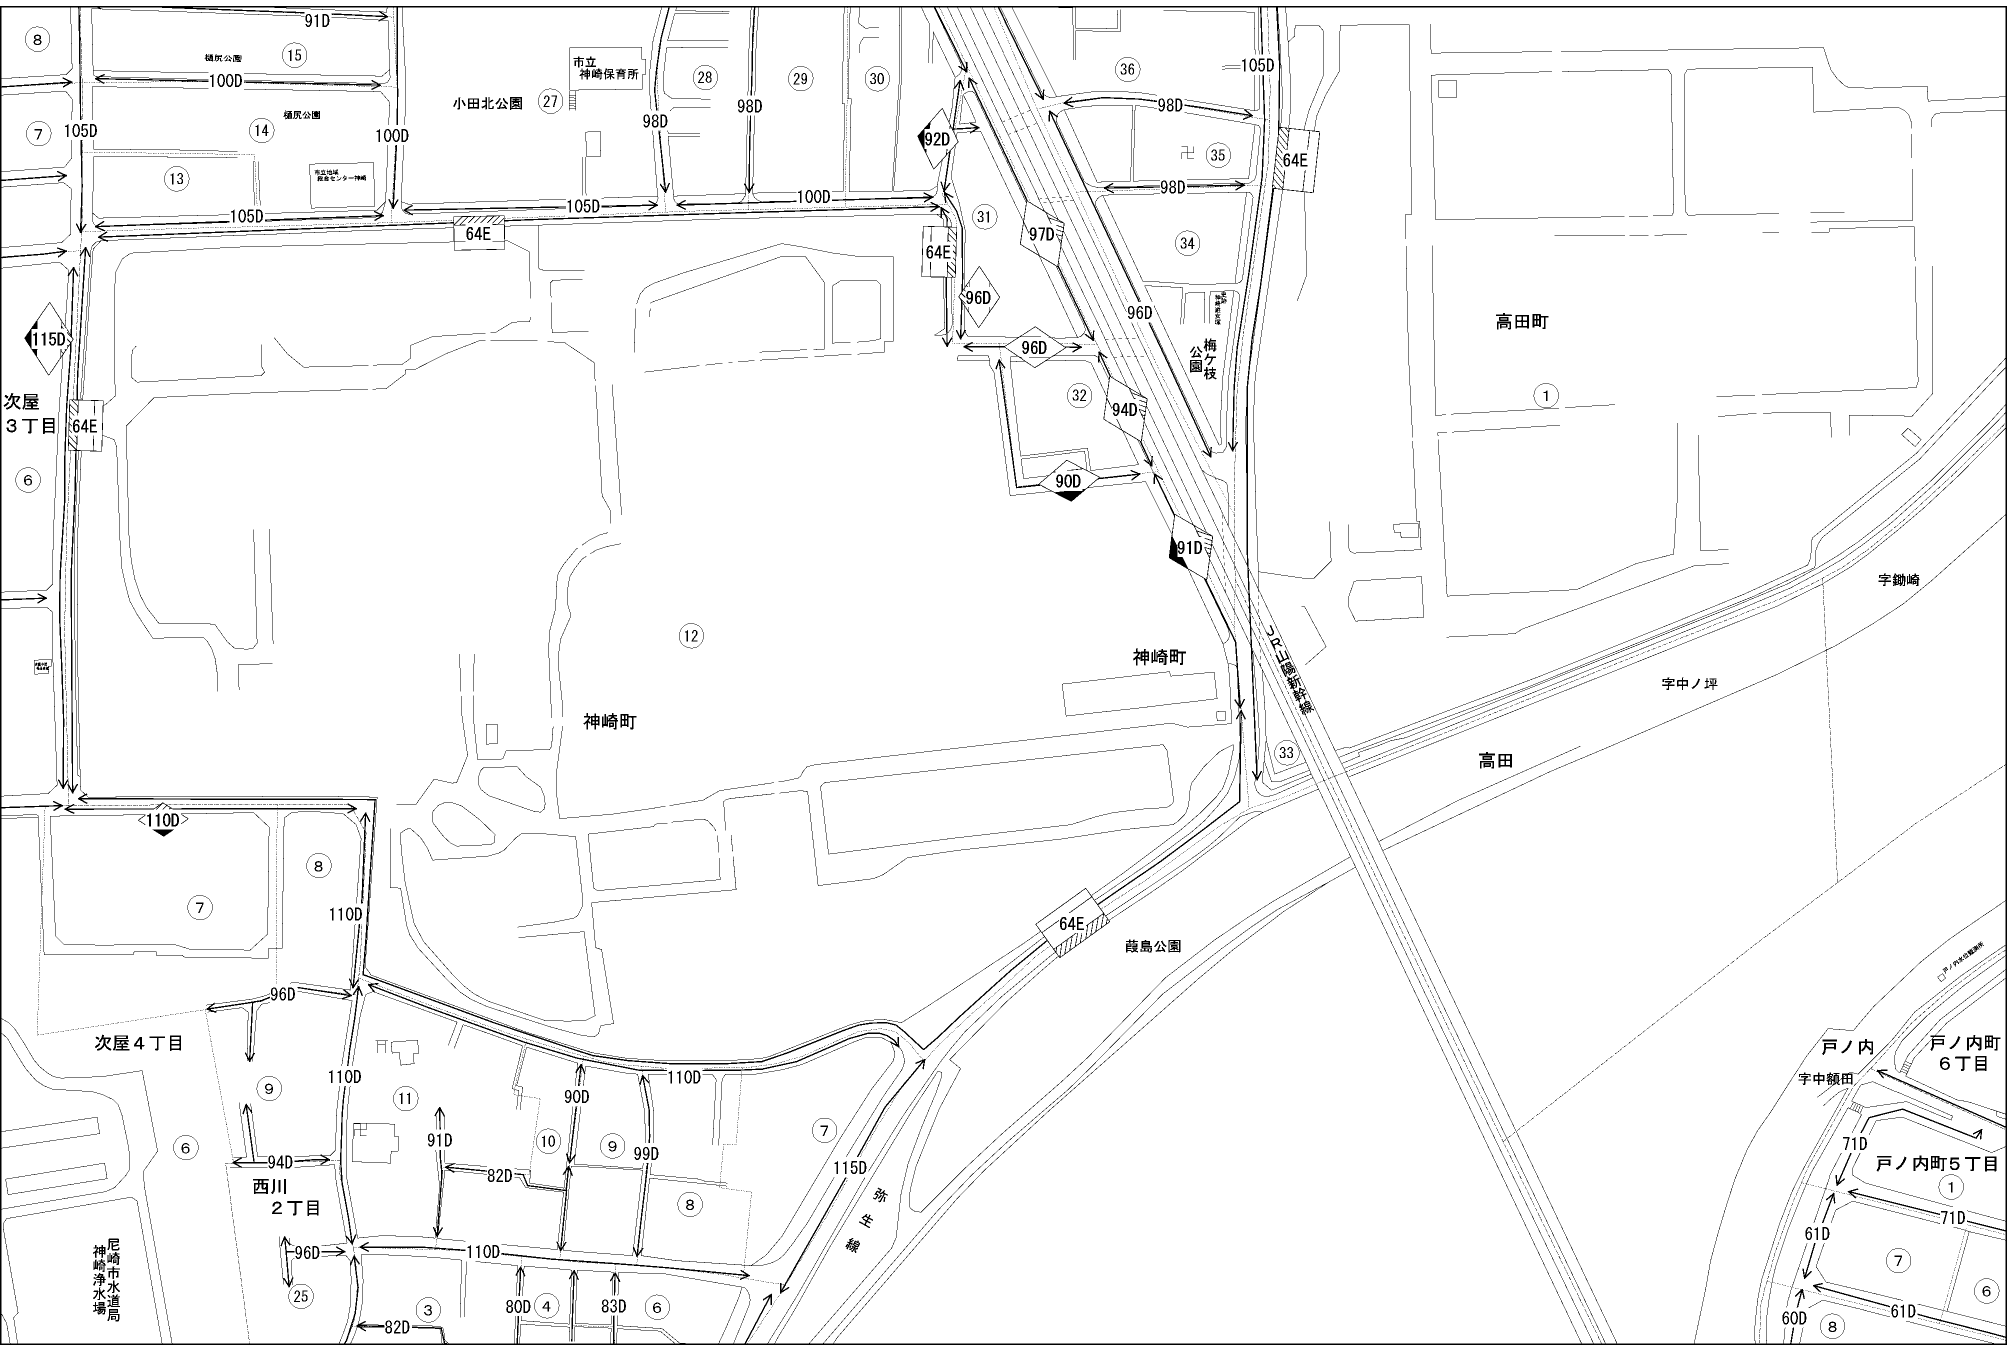 91D
8
15
樋尻公園
100D
市立
神崎保育所
小田北公園
27
28
29
30
36
105D
98D
98D
98D
樋尻公園
7
105D
14
100D
92D
35
64E
13
98D
105D
105D
100D
31
64E
64E
97D
34
96D
115D
96D
高田町
96D
梅ケ枝
公園
次屋
3丁目
64E
32
94D
1
6
90D
91D
字鋤崎
12
JR山陽新幹線
神崎町
字中ノ坪
神崎町
33
高田
110D
8
7
110D
64E
葭島公園
96D
次屋4丁目
戸ノ内
戸ノ内町
6丁目
9
110D
110D
字中額田
11
90D
7
6
91D
10
9
99D
71D
94D
82D
115D
戸ノ内町5丁目
西川
2丁目
8
弥生線
1
71D
61D
96D
110D
尼崎市水道局
神崎浄水場
7
25
3
80D
4
83D
6
6
82D
60D
61D
8